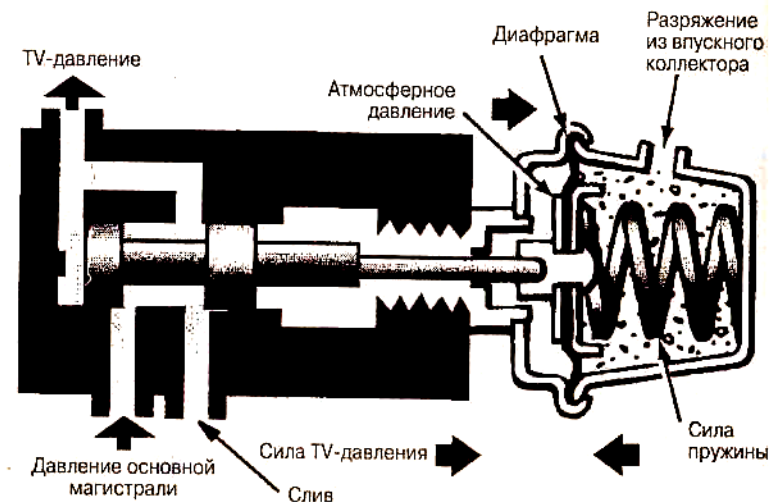 Разряжение
из впускного
коллектора
Диафрагма
TV-давление
Атмосферное
давление
Сила TV-давления
Сила
пружины
Давление основной
магистрали
Слив